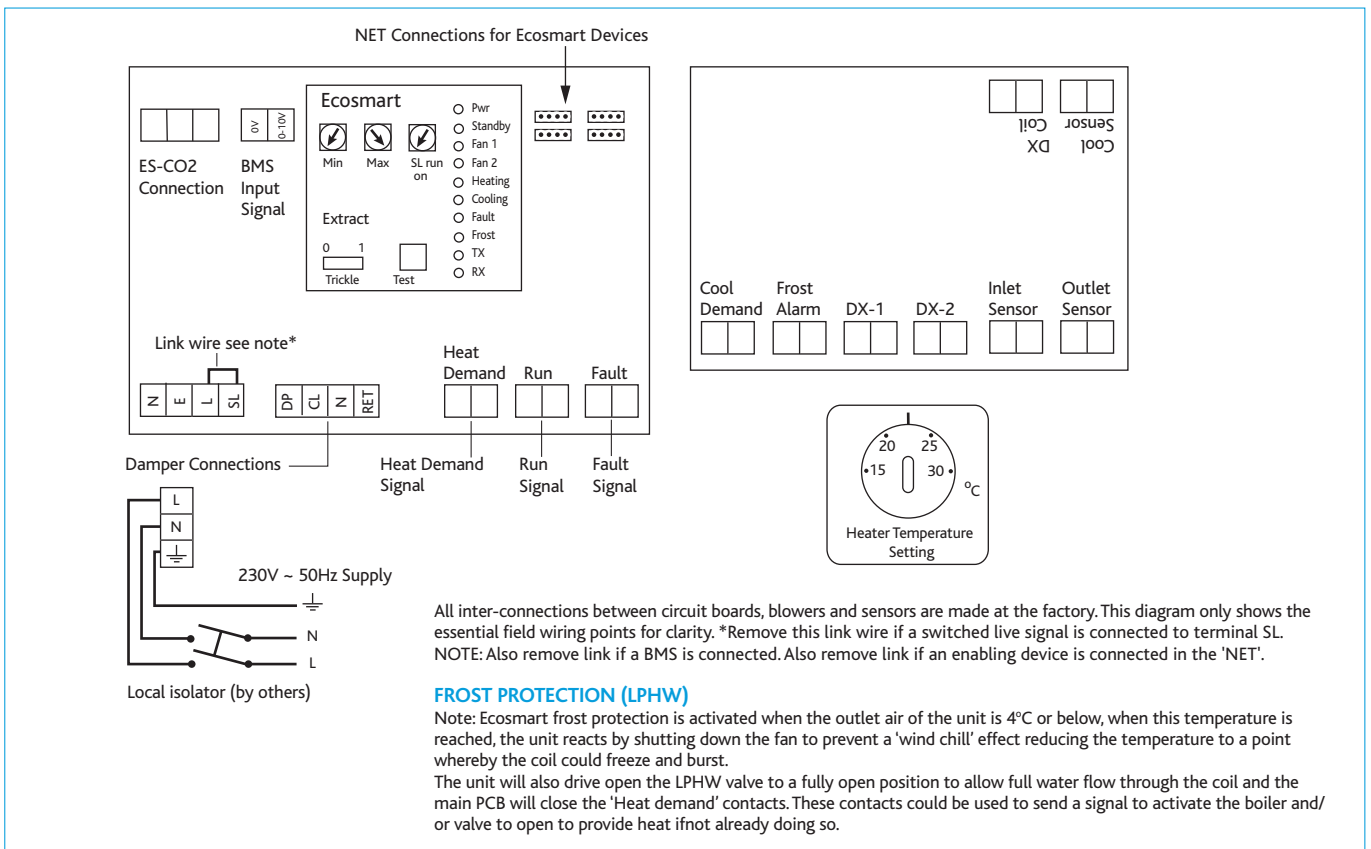 NET Connections for Ecosmart Devices
Ecosmart
Min
Max
SL run
on
Extract
0 1
Trickle
Test
Pwr
Standby
Fan 1
Fan 2
Heating
Cooling
Fault
Frost
TX
RX
0V
0-10V
ES-CO2
Connection
BMS
Input
Signal
Link wire see note*
N
E
L
SL
DP
CL
N
RET
Heat
Demand
Run
Fault
Damper Connections
Heat Demand
Signal
Run
Signal
Fault
Signal
DX
Coil
Cool
Sensor
Cool
Demand
Frost
Alarm
DX-1
DX-2
Inlet
Sensor
Outlet
Sensor
15
20
25
30
°C
Heater Temperature
Setting
L
N
230V ~ 50Hz Supply
N
L
Local isolator (by others)
All inter-connections between circuit boards, blowers and sensors are made at the factory. This diagram only shows the
essential field wiring points for clarity. *Remove this link wire if a switched live signal is connected to terminal SL.
NOTE: Also remove link if a BMS is connected. Also remove link if an enabling device is connected in the 'NET'.
FROST PROTECTION (LPHW)
Note: Ecosmart frost protection is activated when the outlet air of the unit is 4°C or below, when this temperature is
reached, the unit reacts by shutting down the fan to prevent a 'wind chill' effect reducing the temperature to a point
whereby the coil could freeze and burst.
The unit will also drive open the LPHW valve to a fully open position to allow full water flow through the coil and the
main PCB will close the 'Heat demand' contacts. These contacts could be used to send a signal to activate the boiler and/
or valve to open to provide heat ifnot already doing so.